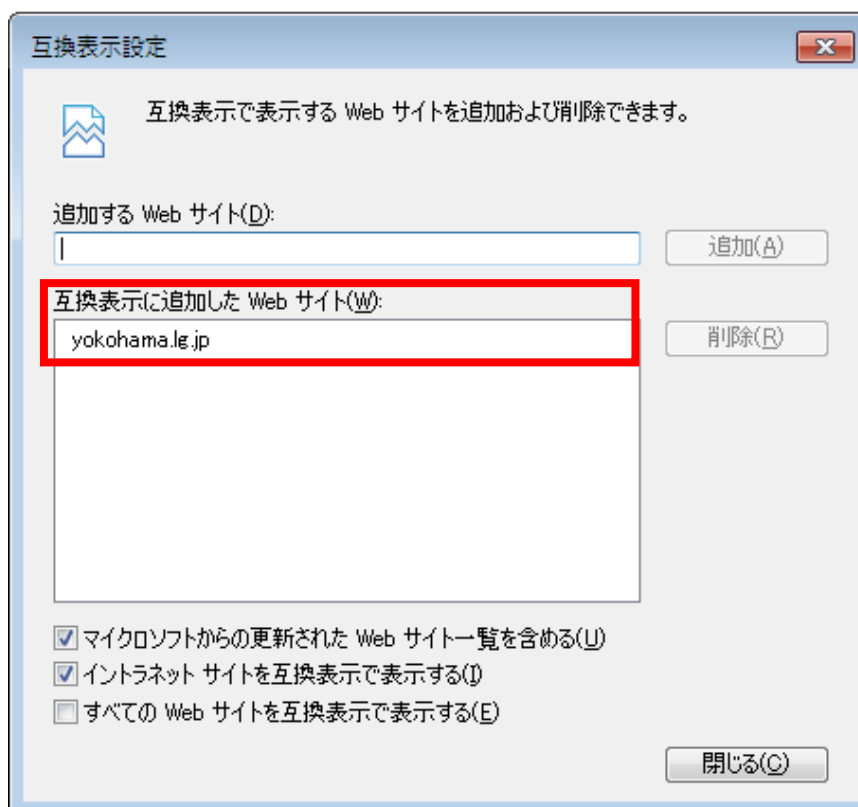 互換表示設定
互換表示で表示する Web サイトを追加および削除できます。
追加する Web サイト(D):
追加(A)
互換表示に追加した Web サイト(W):
yokohama.lg.jp
削除(R)
マイクロソフトからの更新された Web サイト一覧を含める(U)
イントラネット サイトを互換表示で表示する(I)
すべての Web サイトを互換表示で表示する(E)
閉じる(C)